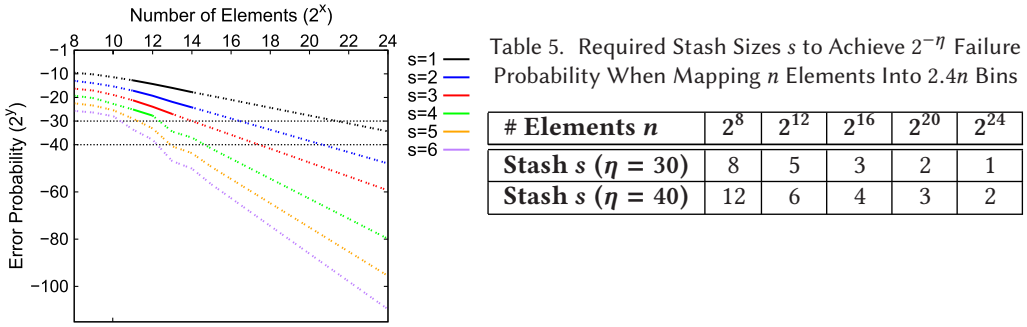 Number of Elements (2^x)
8 10 12 14 16 18 20 22 24
Error Probability (2^y)
−1
−10
−20
−30
−40
−60
−80
−100
s=1
s=2
s=3
s=4
s=5
s=6
Table 5. Required Stash Sizes s to Achieve 2^−η Failure
Probability When Mapping n Elements Into 2.4n Bins
# Elements n 2^8 2^12 2^16 2^20 2^24
Stash s (η = 30) 8 5 3 2 1
Stash s (η = 40) 12 6 4 3 2